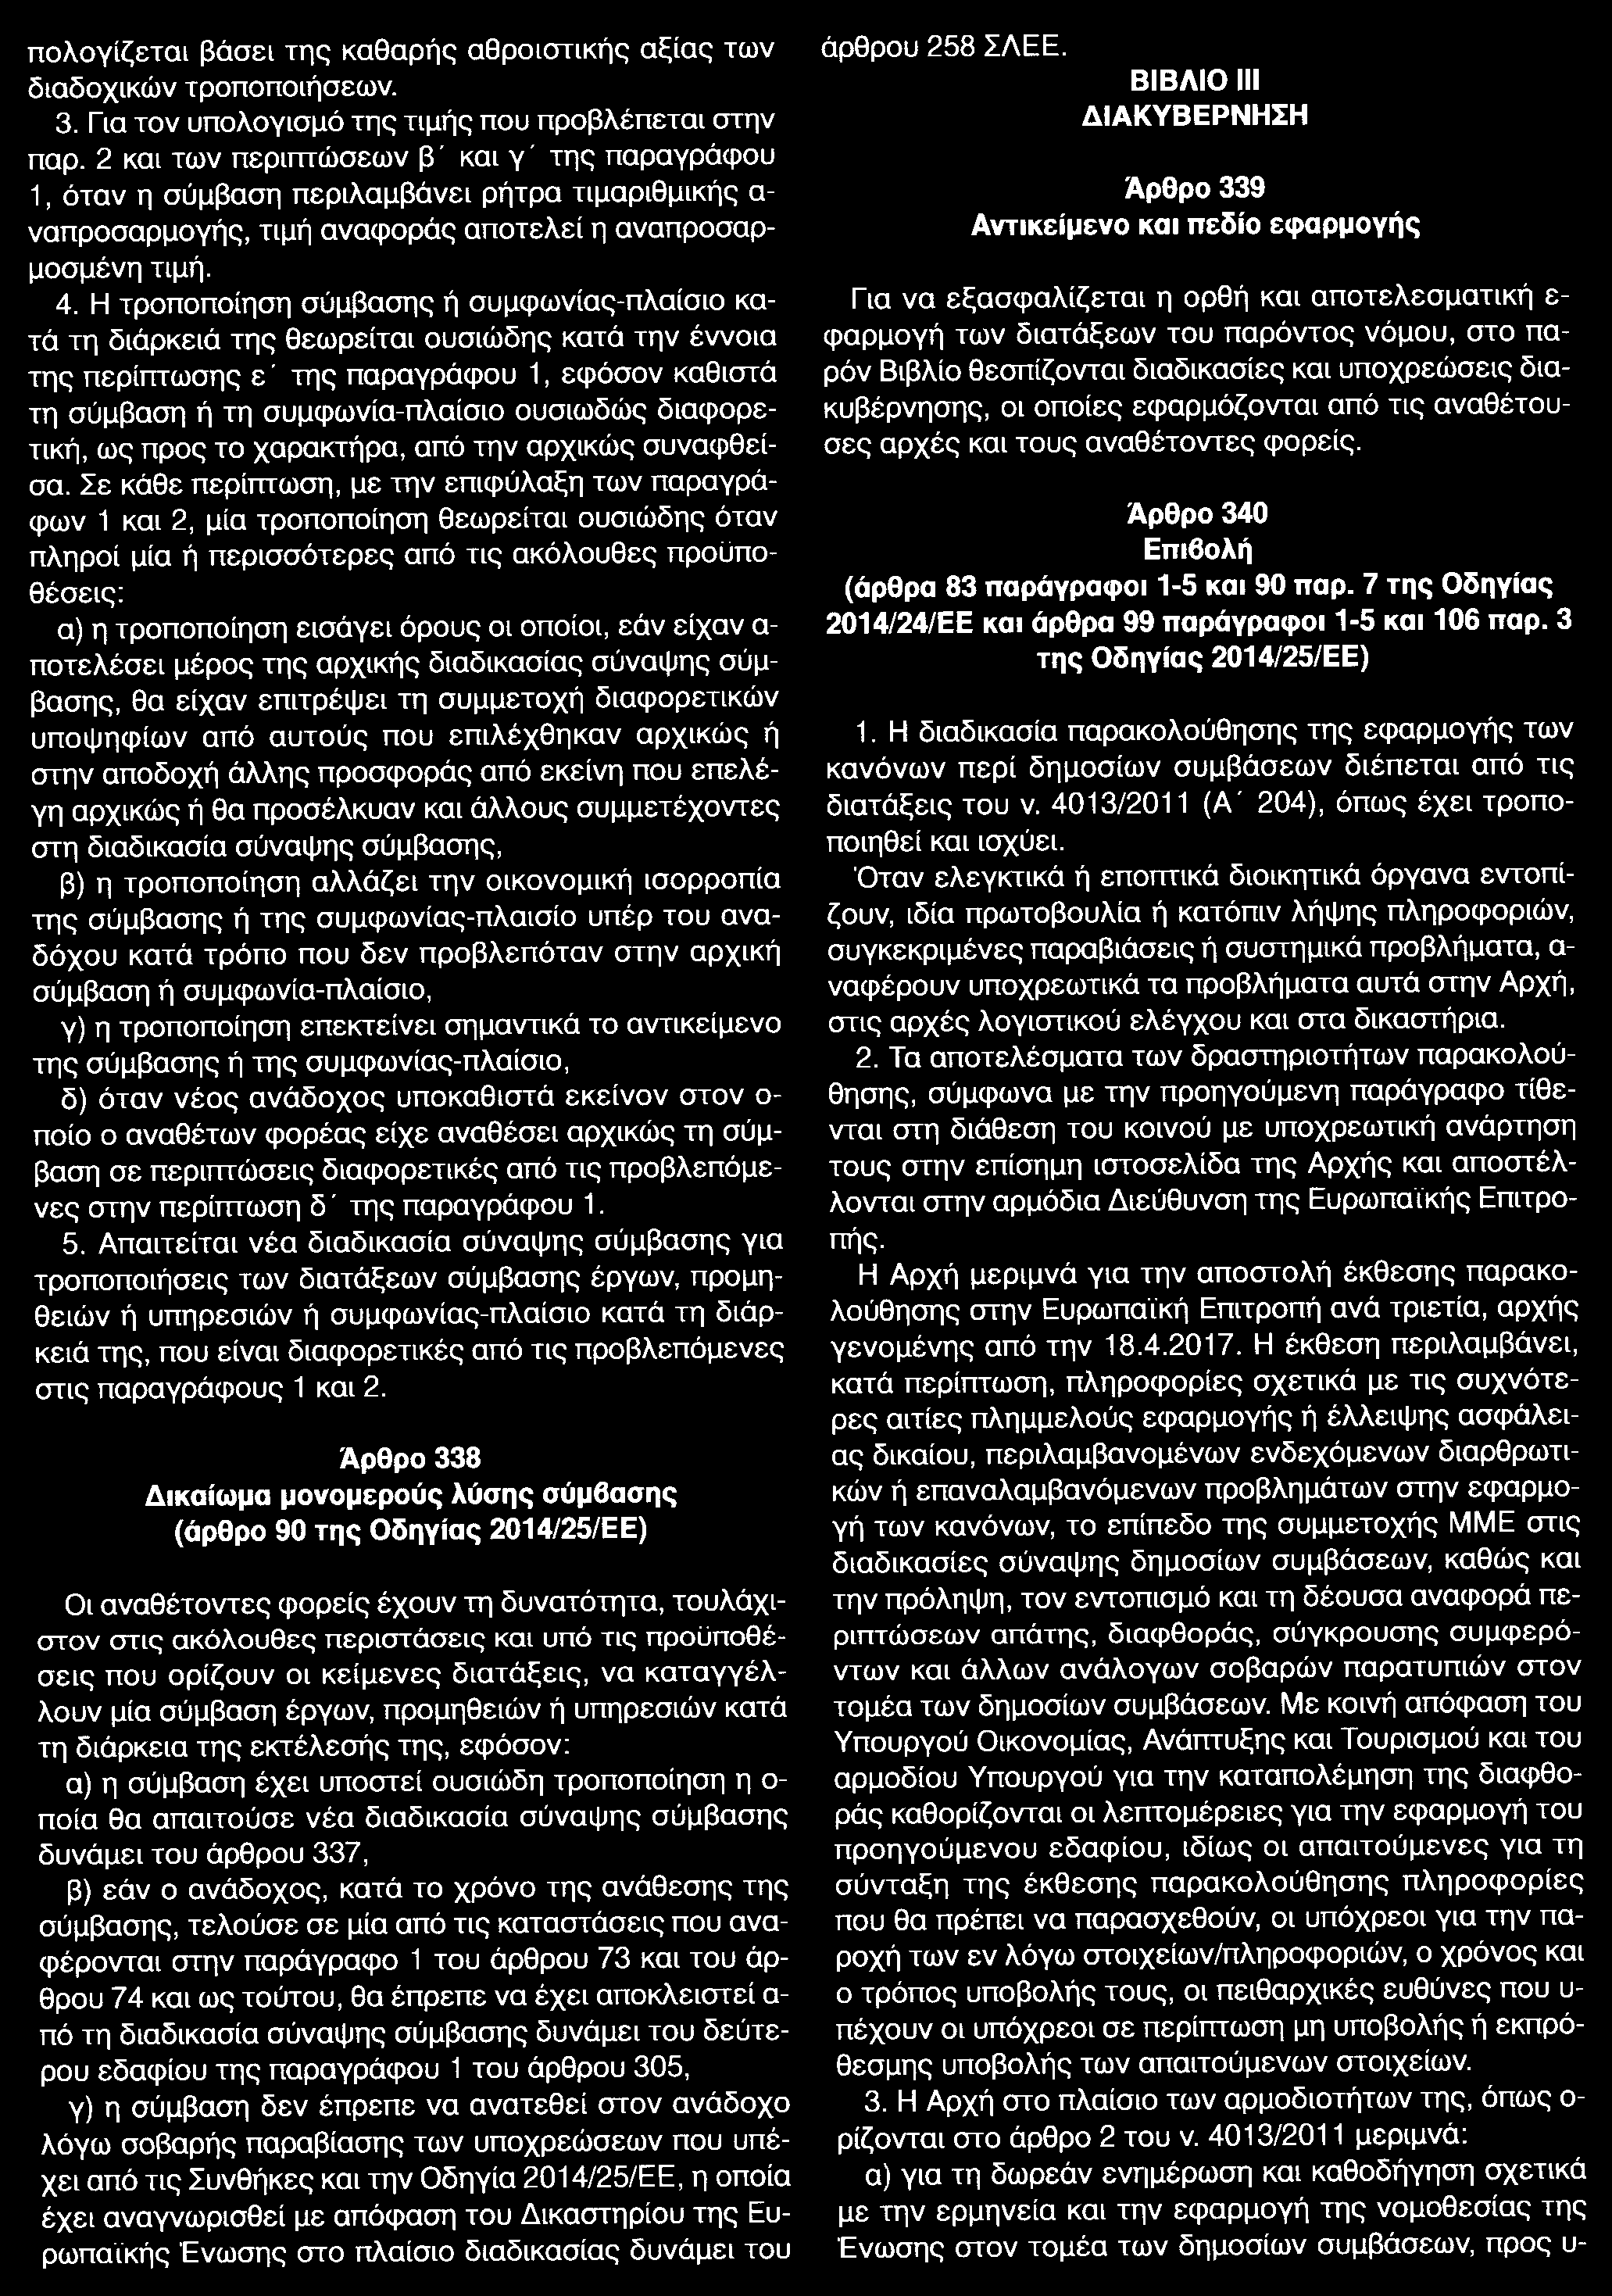 πολογίζεται βάσει της καθαρής αθροιστικής αξίας των
διαδοχικών τροποποιήσεων.
3. Για τον υπολογισμό της τιμής που προβλέπεται στην
παρ. 2 και των περιπτώσεων β΄ και γ΄ της παραγράφου
1, όταν η σύμβαση περιλαμβάνει ρήτρα τιμαριθμικής α-
ναπροσαρμογής, τιμή αναφοράς αποτελεί η αναπροσαρ-
μοσμένη τιμή.
4. Η τροποποίηση σύμβασης ή συμφωνίας-πλαίσιο κα-
τά τη διάρκειά της θεωρείται ουσιώδης κατά την έννοια
της περίπτωσης ε΄ της παραγράφου 1, εφόσον καθιστά
τη σύμβαση ή τη συμφωνία-πλαίσιο ουσιωδώς διαφορε-
τική, ως προς το χαρακτήρα, από την αρχικώς συναφθεί-
σα. Σε κάθε περίπτωση, με την επιφύλαξη των παραγρά-
φων 1 και 2, μία τροποποίηση θεωρείται ουσιώδης όταν
πληροί μία ή περισσότερες από τις ακόλουθες προϋπο-
θέσεις:
α) η τροποποίηση εισάγει όρους οι οποίοι, εάν είχαν α-
ποτελέσει μέρος της αρχικής διαδικασίας σύναψης σύμ-
βασης, θα είχαν επιτρέψει τη συμμετοχή διαφορετικών
υποψηφίων από αυτούς που επιλέχθηκαν αρχικώς ή
στην αποδοχή άλλης προσφοράς από εκείνη που επελέ-
γη αρχικώς ή θα προσέλκυαν και άλλους συμμετέχοντες
στη διαδικασία σύναψης σύμβασης,
β) η τροποποίηση αλλάζει την οικονομική ισορροπία
της σύμβασης ή της συμφωνίας-πλαισίο υπέρ του ανα-
δόχου κατά τρόπο που δεν προβλεπόταν στην αρχική
σύμβαση ή συμφωνία-πλαίσιο,
γ) η τροποποίηση επεκτείνει σημαντικά το αντικείμενο
της σύμβασης ή της συμφωνίας-πλαίσιο,
δ) όταν νέος ανάδοχος υποκαθιστά εκείνον στον ο-
ποίο ο αναθέτων φορέας είχε αναθέσει αρχικώς τη σύμ-
βαση σε περιπτώσεις διαφορετικές από τις προβλεπόμε-
νες στην περίπτωση δ΄ της παραγράφου 1.
5. Απαιτείται νέα διαδικασία σύναψης σύμβασης για
τροποποιήσεις των διατάξεων σύμβασης έργων, προμη-
θειών ή υπηρεσιών ή συμφωνίας-πλαίσιο κατά τη διάρ-
κειά της, που είναι διαφορετικές από τις προβλεπόμενες
στις παραγράφους 1 και 2.
Άρθρο 338
Δικαίωμα μονομερούς λύσης σύμβασης
(άρθρο 90 της Οδηγίας 2014/25/ΕΕ)
Οι αναθέτοντες φορείς έχουν τη δυνατότητα, τουλάχι-
στον στις ακόλουθες περιστάσεις και υπό τις προϋποθέ-
σεις που ορίζουν οι κείμενες διατάξεις, να καταγγέλ-
λουν μία σύμβαση έργων, προμηθειών ή υπηρεσιών κατά
τη διάρκεια της εκτέλεσής της, εφόσον:
α) η σύμβαση έχει υποστεί ουσιώδη τροποποίηση η ο-
ποία θα απαιτούσε νέα διαδικασία σύναψης σύμβασης
δυνάμει του άρθρου 337,
β) εάν ο ανάδοχος, κατά το χρόνο της ανάθεσης της
σύμβασης, τελούσε σε μία από τις καταστάσεις που ανα-
φέρονται στην παράγραφο 1 του άρθρου 73 και του άρ-
θρου 74 και ως τούτου, θα έπρεπε να έχει αποκλειστεί α-
πό τη διαδικασία σύναψης σύμβασης δυνάμει του δεύτε-
ρου εδαφίου της παραγράφου 1 του άρθρου 305,
γ) η σύμβαση δεν έπρεπε να ανατεθεί στον ανάδοχο
λόγω σοβαρής παραβίασης των υποχρεώσεων που υπέ-
χει από τις Συνθήκες και την Οδηγία 2014/25/ΕΕ, η οποία
έχει αναγνωρισθεί με απόφαση του Δικαστηρίου της Ευ-
ρωπαϊκής Ένωσης στο πλαίσιο διαδικασίας δυνάμει του
άρθρου 258 ΣΛΕΕ.
ΒΙΒΛΙΟ ΙΙΙ
ΔΙΑΚΥΒΕΡΝΗΣΗ
Άρθρο 339
Αντικείμενο και πεδίο εφαρμογής
Για να εξασφαλίζεται η ορθή και αποτελεσματική ε-
φαρμογή των διατάξεων του παρόντος νόμου, στο πα-
ρόν Βιβλίο θεσπίζονται διαδικασίες και υποχρεώσεις δια-
κυβέρνησης, οι οποίες εφαρμόζονται από τις αναθέτου-
σες αρχές και τους αναθέτοντες φορείς.
Άρθρο 340
Επιβολή
(άρθρα 83 παράγραφοι 1-5 και 90 παρ. 7 της Οδηγίας
2014/24/ΕΕ και άρθρα 99 παράγραφοι 1-5 και 106 παρ. 3
της Οδηγίας 2014/25/ΕΕ)
1. Η διαδικασία παρακολούθησης της εφαρμογής των
κανόνων περί δημοσίων συμβάσεων διέπεται από τις
διατάξεις του ν. 4013/2011 (Α΄ 204), όπως έχει τροπο-
ποιηθεί και ισχύει.
Όταν ελεγκτικά ή εποπτικά διοικητικά όργανα εντοπί-
ζουν, ιδία πρωτοβουλία ή κατόπιν λήψης πληροφοριών,
συγκεκριμένες παραβιάσεις ή συστημικά προβλήματα, α-
ναφέρουν υποχρεωτικά τα προβλήματα αυτά στην Αρχή,
στις αρχές λογιστικού ελέγχου και στα δικαστήρια.
2. Τα αποτελέσματα των δραστηριοτήτων παρακολού-
θησης, σύμφωνα με την προηγούμενη παράγραφο τίθε-
νται στη διάθεση του κοινού με υποχρεωτική ανάρτηση
τους στην επίσημη ιστοσελίδα της Αρχής και αποστέλ-
λονται στην αρμόδια Διεύθυνση της Ευρωπαϊκής Επιτρο-
πής.
Η Αρχή μεριμνά για την αποστολή έκθεσης παρακο-
λούθησης στην Ευρωπαϊκή Επιτροπή ανά τριετία, αρχής
γενομένης από την 18.4.2017. Η έκθεση περιλαμβάνει,
κατά περίπτωση, πληροφορίες σχετικά με τις συχνότε-
ρες αιτίες πλημμελούς εφαρμογής ή έλλειψης ασφάλει-
ας δικαίου, περιλαμβανομένων ενδεχόμενων διαρθρωτι-
κών ή επαναλαμβανόμενων προβλημάτων στην εφαρμο-
γή των κανόνων, το επίπεδο της συμμετοχής ΜΜΕ στις
διαδικασίες σύναψης δημοσίων συμβάσεων, καθώς και
την πρόληψη, τον εντοπισμό και τη δέουσα αναφορά πε-
ριπτώσεων απάτης, διαφθοράς, σύγκρουσης συμφερό-
ντων και άλλων ανάλογων σοβαρών παρατυπιών στον
τομέα των δημοσίων συμβάσεων. Με κοινή απόφαση του
Υπουργού Οικονομίας, Ανάπτυξης και Τουρισμού και του
αρμοδίου Υπουργού για την καταπολέμηση της διαφθο-
ράς καθορίζονται οι λεπτομέρειες για την εφαρμογή του
προηγούμενου εδαφίου, ιδίως οι απαιτούμενες για τη
σύνταξη της έκθεσης παρακολούθησης πληροφορίες
που θα πρέπει να παρασχεθούν, οι υπόχρεοι για την πα-
ροχή των εν λόγω στοιχείων/πληροφοριών, ο χρόνος και
ο τρόπος υποβολής τους, οι πειθαρχικές ευθύνες που υ-
πέχουν οι υπόχρεοι σε περίπτωση μη υποβολής ή εκπρό-
θεσμης υποβολής των απαιτούμενων στοιχείων.
3. Η Αρχή στο πλαίσιο των αρμοδιοτήτων της, όπως ο-
ρίζονται στο άρθρο 2 του ν. 4013/2011 μεριμνά:
α) για τη δωρεάν ενημέρωση και καθοδήγηση σχετικά
με την ερμηνεία και την εφαρμογή της νομοθεσίας της
Ένωσης στον τομέα των δημοσίων συμβάσεων, προς υ-